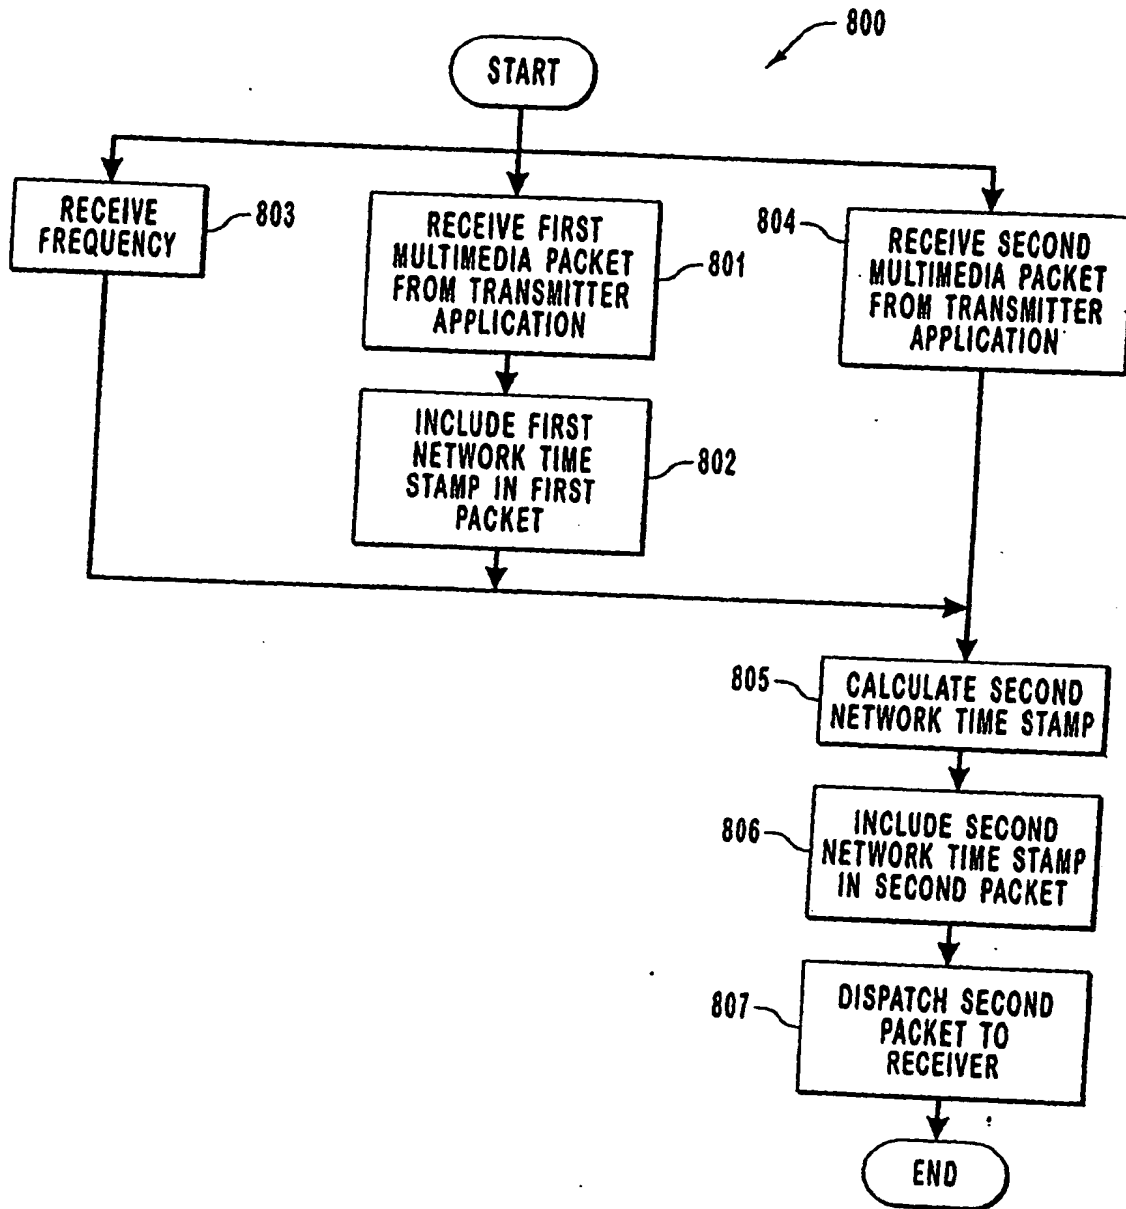 800
START
RECEIVE
FREQUENCY
803
RECEIVE FIRST
MULTIMEDIA PACKET
FROM TRANSMITTER
APPLICATION
801
804
RECEIVE SECOND
MULTIMEDIA PACKET
FROM TRANSMITTER
APPLICATION
INCLUDE FIRST
NETWORK TIME
STAMP IN FIRST
PACKET
802
805
CALCULATE SECOND
NETWORK TIME STAMP
806
INCLUDE SECOND
NETWORK TIME STAMP
IN SECOND PACKET
807
DISPATCH SECOND
PACKET TO
RECEIVER
END